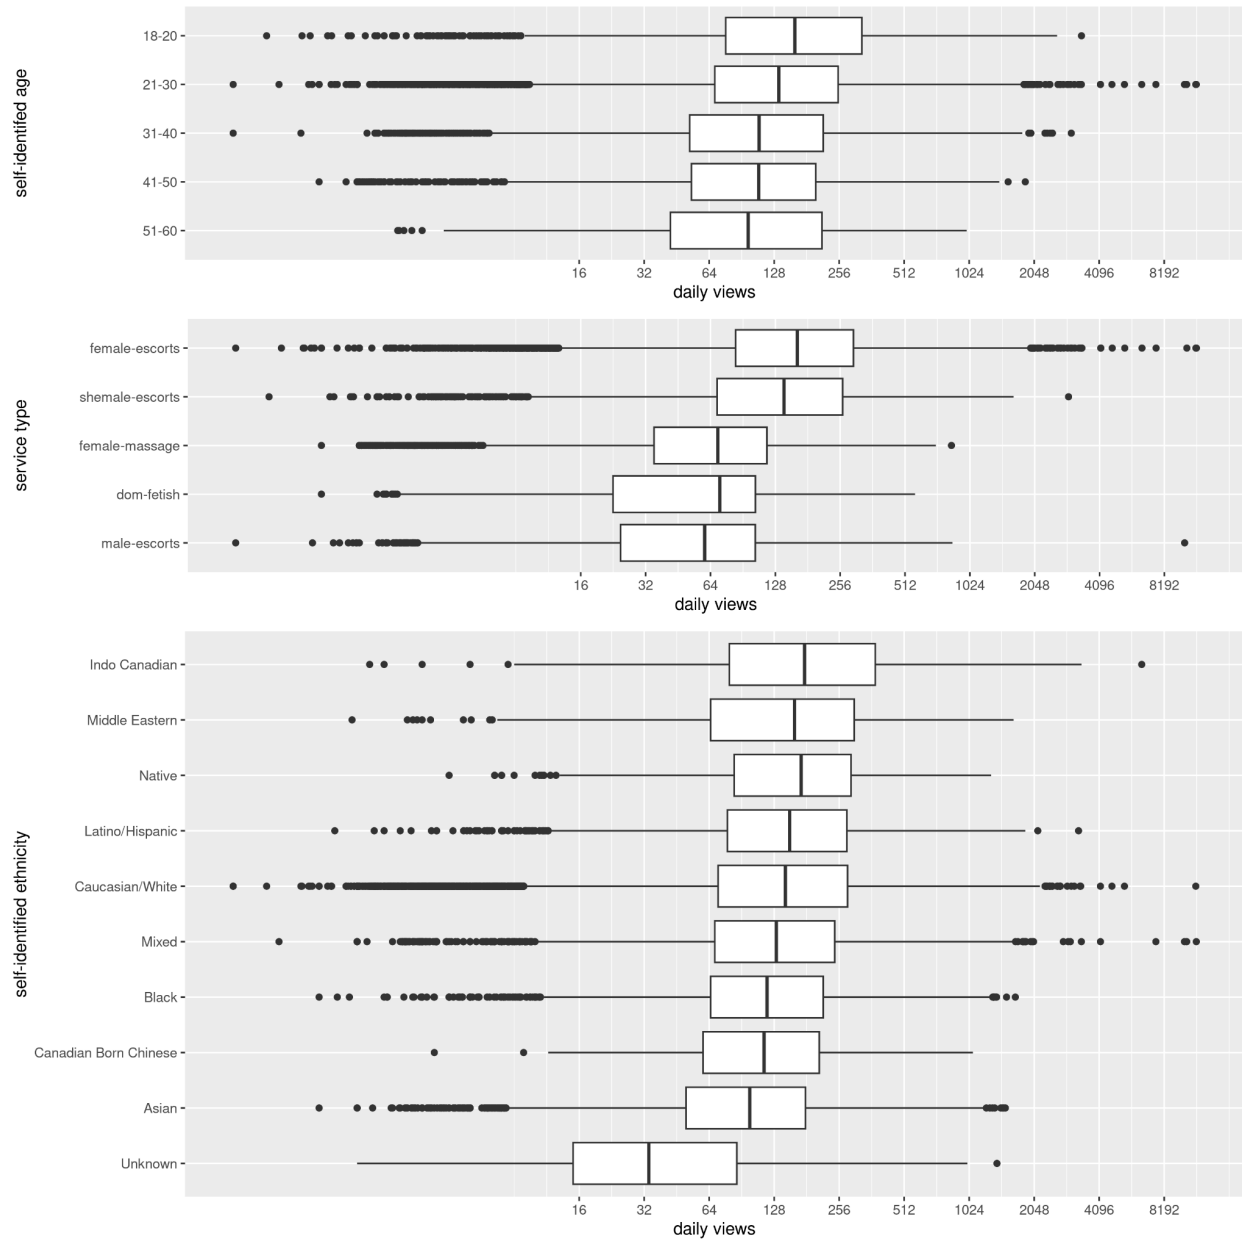 self-identifed age
18-20
21-30
31-40
41-50
51-60
16 32 64 128 256 512 1024 2048 4096 8192
daily views
service type
female-escorts
shemale-escorts
female-massage
dom-fetish
male-escorts
16 32 64 128 256 512 1024 2048 4096 8192
daily views
self-identified ethnicity
Indo Canadian
Middle Eastern
Native
Latino/Hispanic
Caucasian/White
Mixed
Black
Canadian Born Chinese
Asian
Unknown
16 32 64 128 256 512 1024 2048 4096 8192
daily views